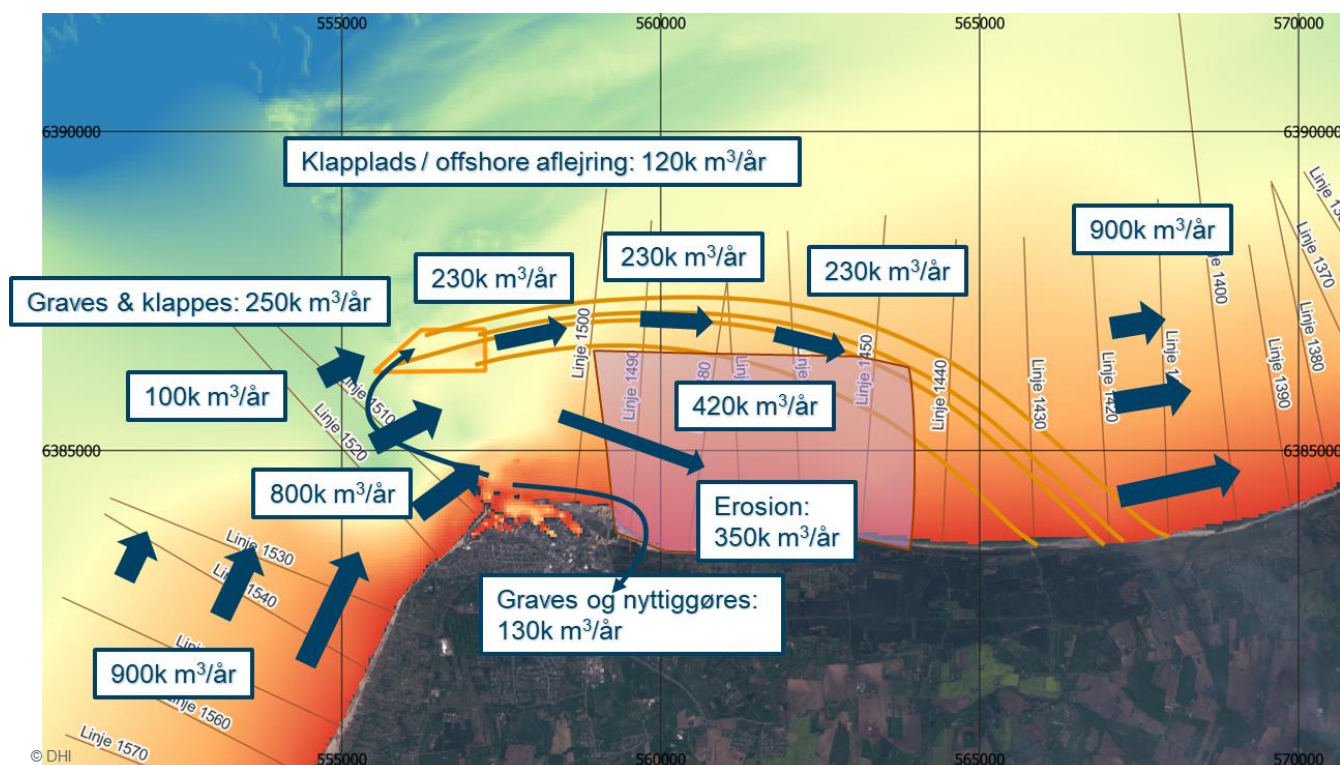 555000
560000
565000
570000
6390000
6390000
Klapplads / offshore aflejring: 120k m³/år
Linje 1370
Linje 1380
Linje 1390
Linje 1400
900k m³/år
230k m³/år
230k m³/år
230k m³/år
Graves & klappes: 250k m³/år
Linje 1500
Linje 1490
Linje 1450
Linje 1440
Linje 1430
Linje 1420
100k m³/år
Linje 1510
Linje 1520
420k m³/år
6385000
6385000
800k m³/år
Erosion:
350k m³/år
Linje 1530
Linje 1540
Graves og nyttiggøres:
130k m³/år
900k m³/år
Linje 1560
Linje 1570
© DHI
555000
560000
565000
570000